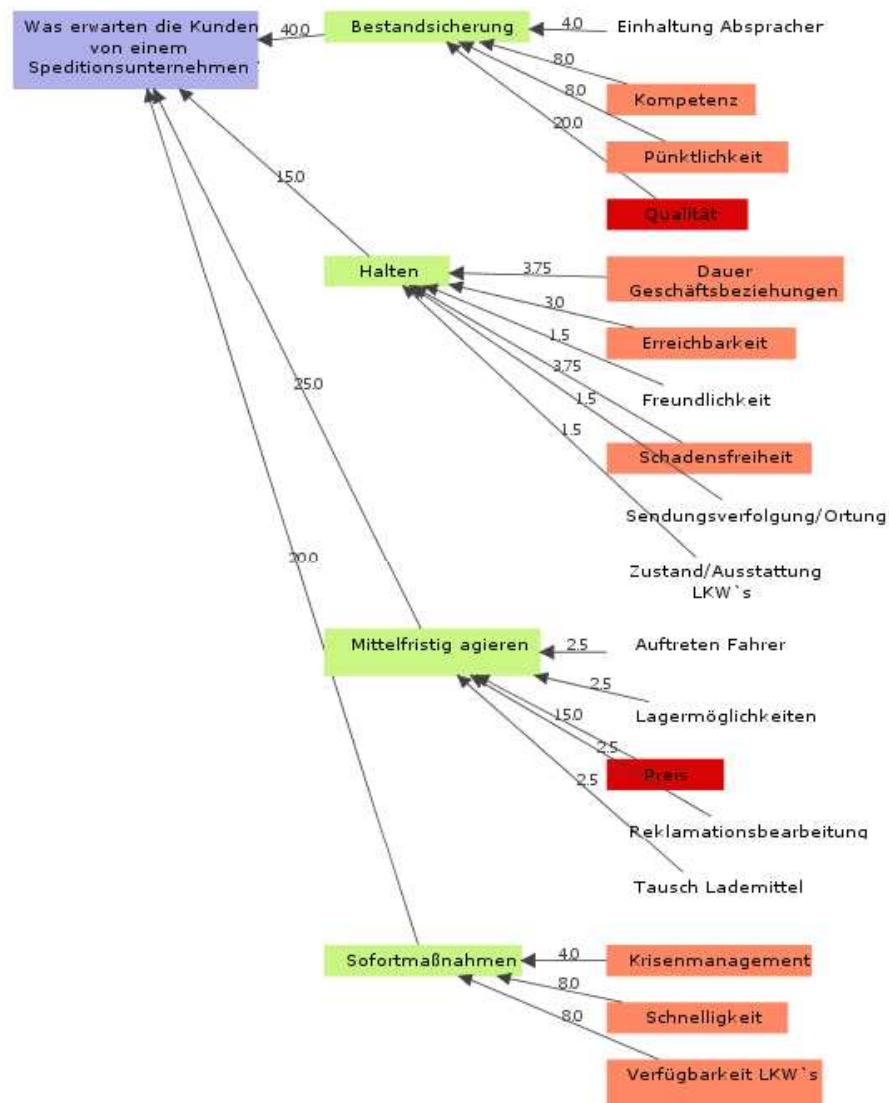 Was erwarten die Kunden
von einem
Speditionsunternehmen
40.0
Bestandsicherung
4.0
Einhaltung Abspracher
8.0
Kompetenz
8.0
Pünktlichkeit
20.0
Qualität
15.0
Halten
3.75
Dauer
Geschäftsbeziehungen
3.0
Erreichbarkeit
1.5
Freundlichkeit
3.75
Schadensfreiheit
1.5
Sendungsverfolgung/Ortung
1.5
Zustand/Ausstattung
LKW`s
25.0
Mittelfristig agieren
2.5
Auftreten Fahrer
2.5
Lagermöglichkeiten
15.0
Preis
2.5
Reklamationsbearbeitung
2.5
Tausch Lademittel
20.0
Sofortmaßnahmen
4.0
Krisenmanagement
8.0
Schnelligkeit
8.0
Verfügbarkeit LKW`s